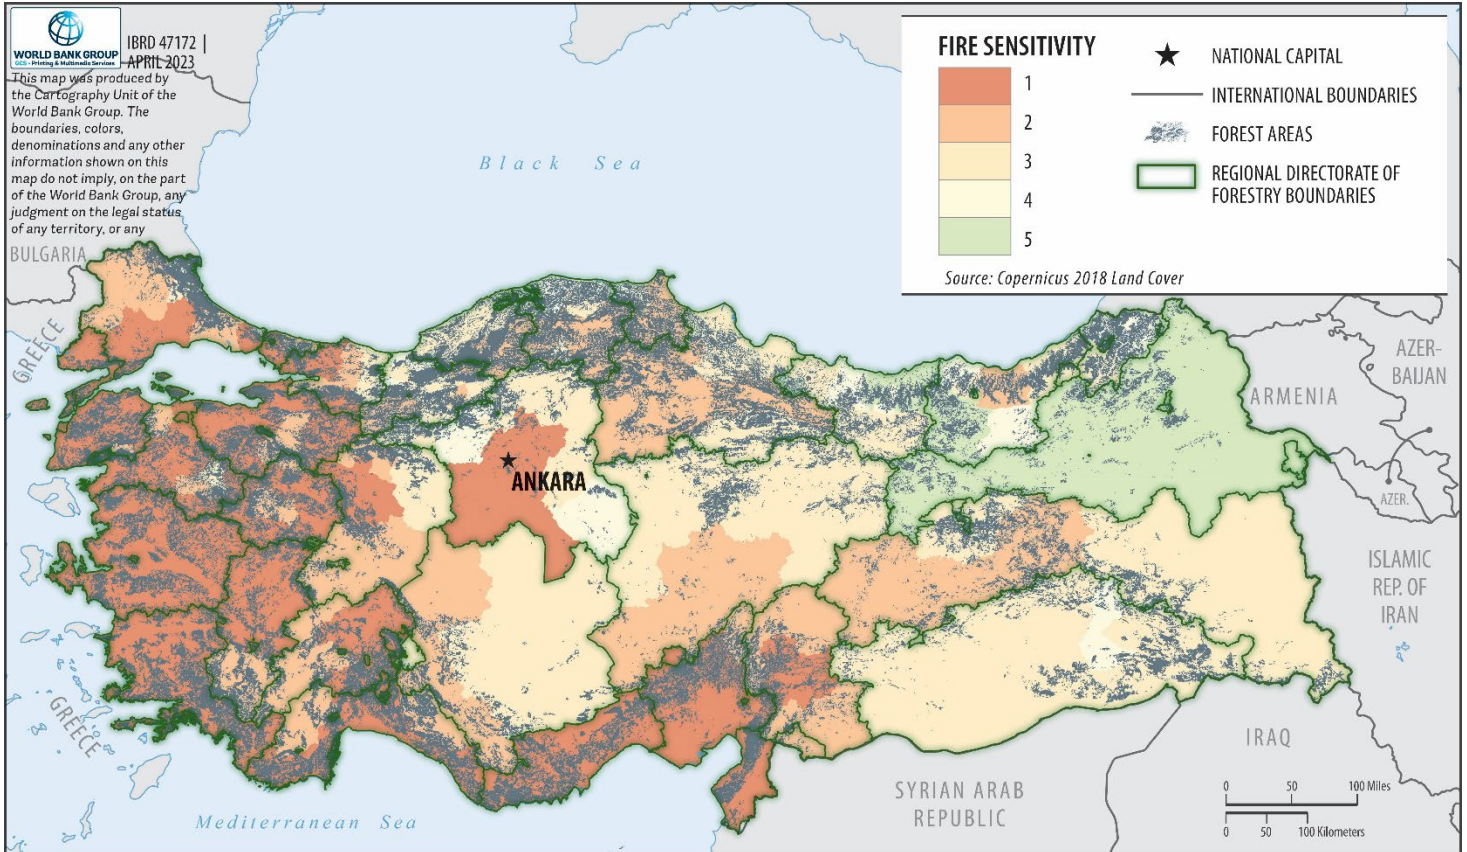 WORLD BANK GROUP
GCS - Printing & Multimedia Services
IBRD 47172 |
APRIL 2023
This map was produced by
the Cartography Unit of the
World Bank Group. The
boundaries, colors,
denominations and any other
information shown on this
map do not imply, on the part
of the World Bank Group, any
judgment on the legal status
of any territory, or any
FIRE SENSITIVITY
1
2
3
4
5
NATIONAL CAPITAL
INTERNATIONAL BOUNDARIES
FOREST AREAS
REGIONAL DIRECTORATE OF
FORESTRY BOUNDARIES
Source: Copernicus 2018 Land Cover
Black Sea
BULGARIA
GREECE
AZER-
BAIJAN
ARMENIA
ANKARA
AZER.
ISLAMIC
REP. OF
IRAN
GREECE
IRAQ
SYRIAN ARAB
REPUBLIC
Mediterranean Sea
0 50 100 Miles
0 50 100 Kilometers